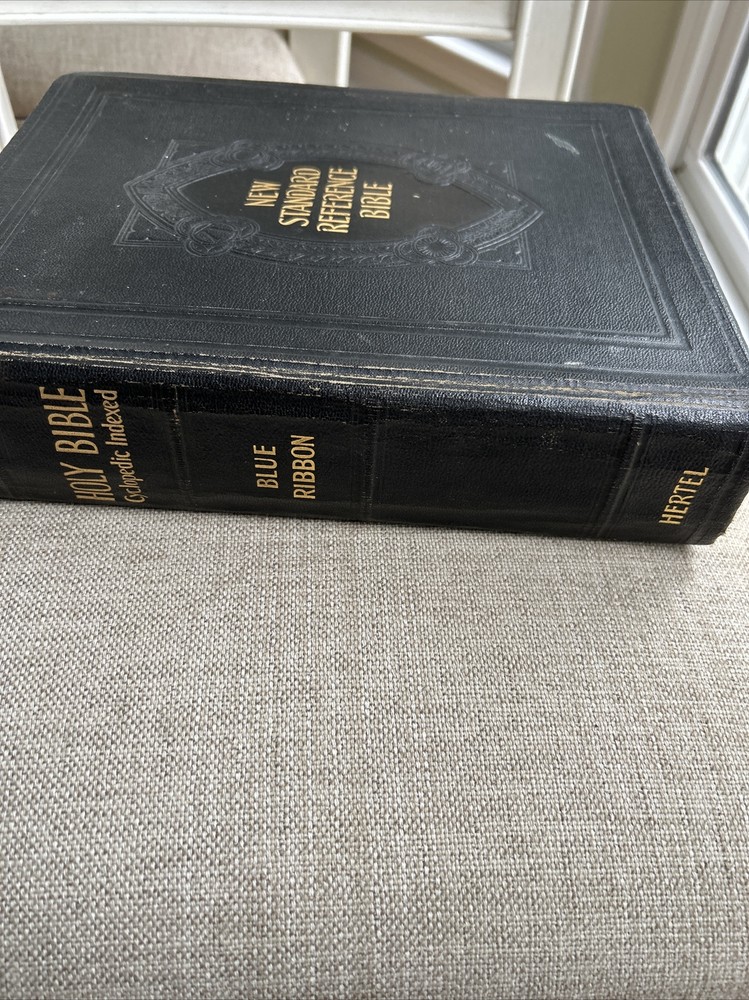 NEW
STANDARD
REFERENCE
BIBLE
HOLY BIBLE
Cyclopedic Indexed
BLUE
RIBBON
HERTEL